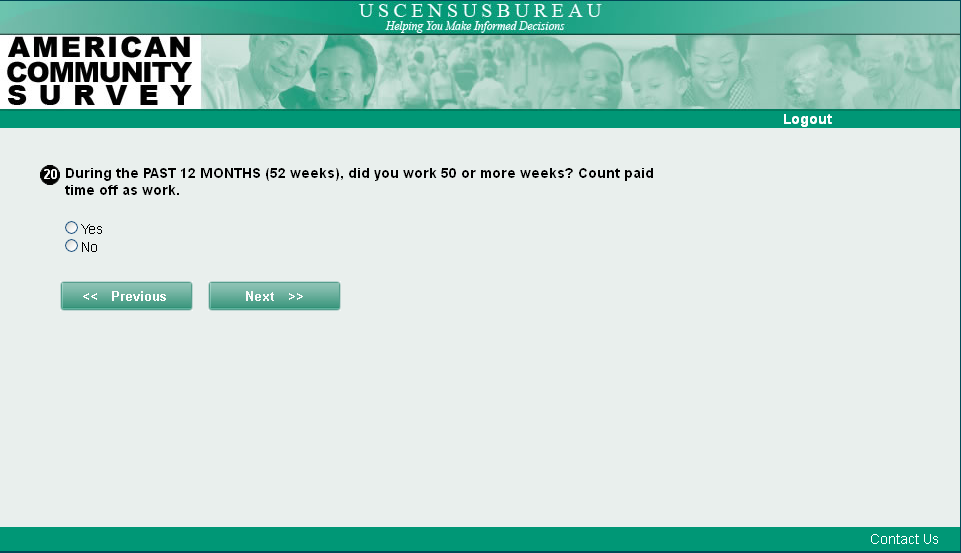 USCENSUSBUREAU
Helping You Make Informed Decisions
AMERICAN
COMMUNITY
SURVEY
Logout
20 During the PAST 12 MONTHS (52 weeks), did you work 50 or more weeks? Count paid
time off as work.
Yes
No
<< Previous Next >>
Contact Us